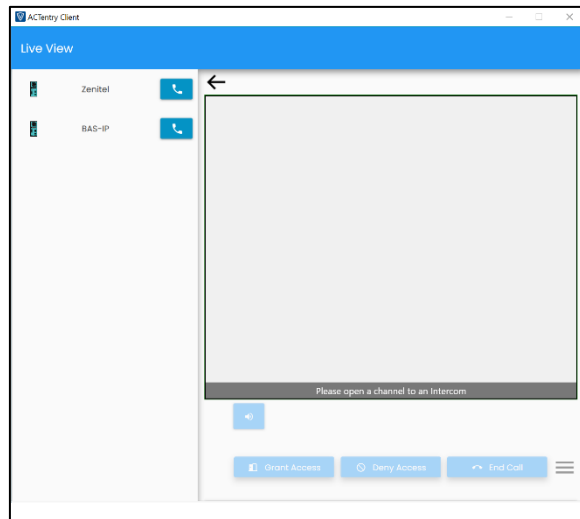 ACTentry Client
Live View
Zenitel
BAS-IP
Please open a channel to an Intercom
Grant Access Deny Access End Call